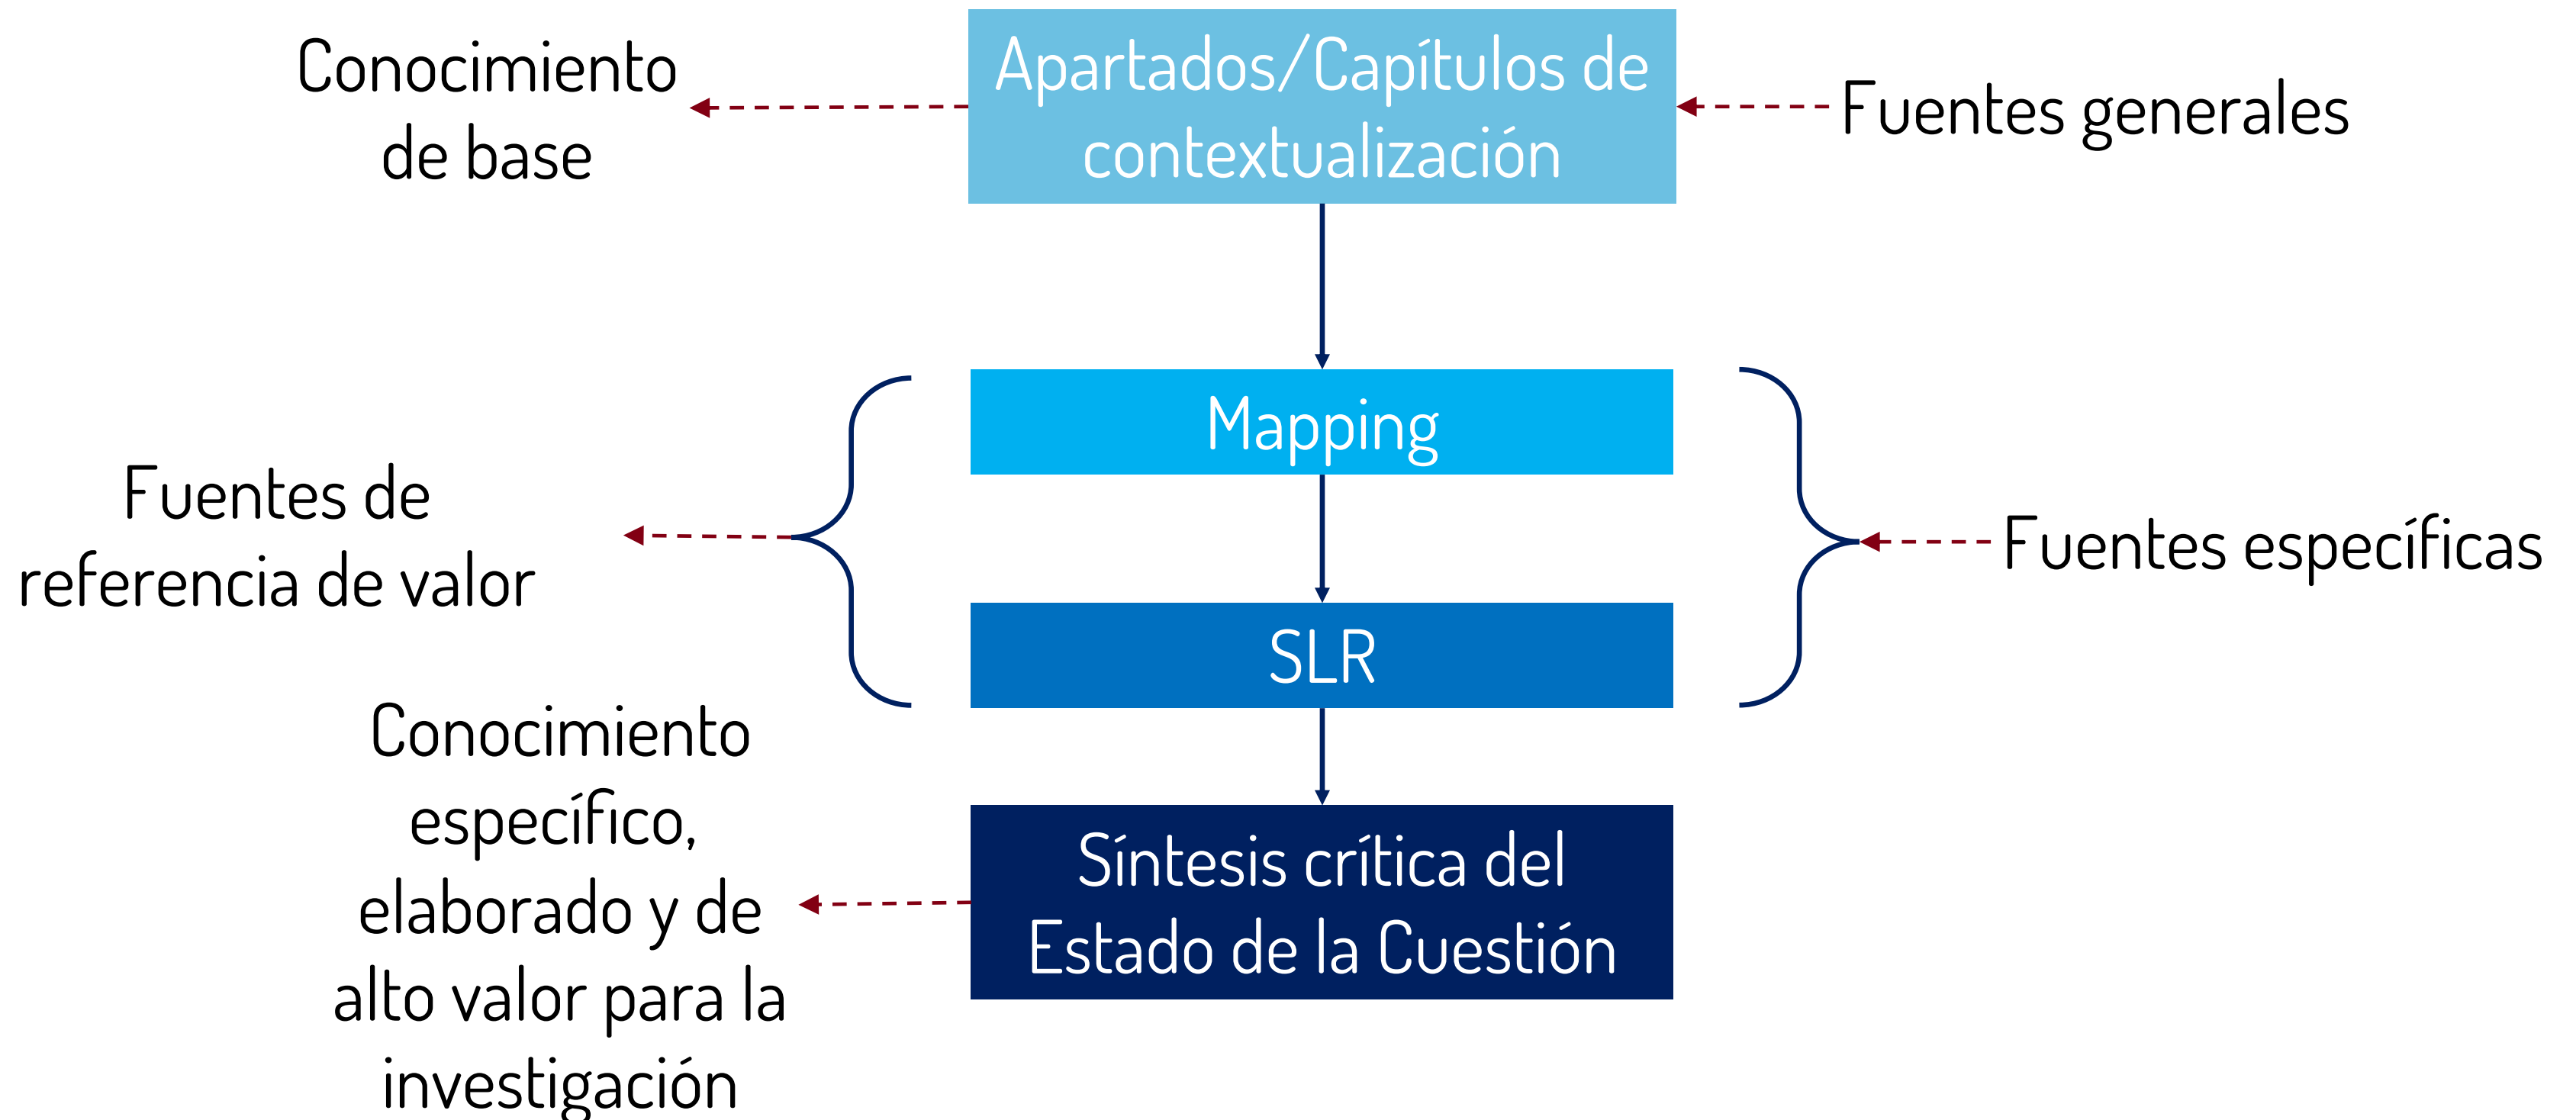 Conocimiento
de base
Apartados/Capítulos de
contextualización
Fuentes generales
Mapping
Fuentes de
referencia de valor
Fuentes específicas
SLR
Conocimiento
específico,
elaborado y de
alto valor para la
investigación
Síntesis crítica del
Estado de la Cuestión